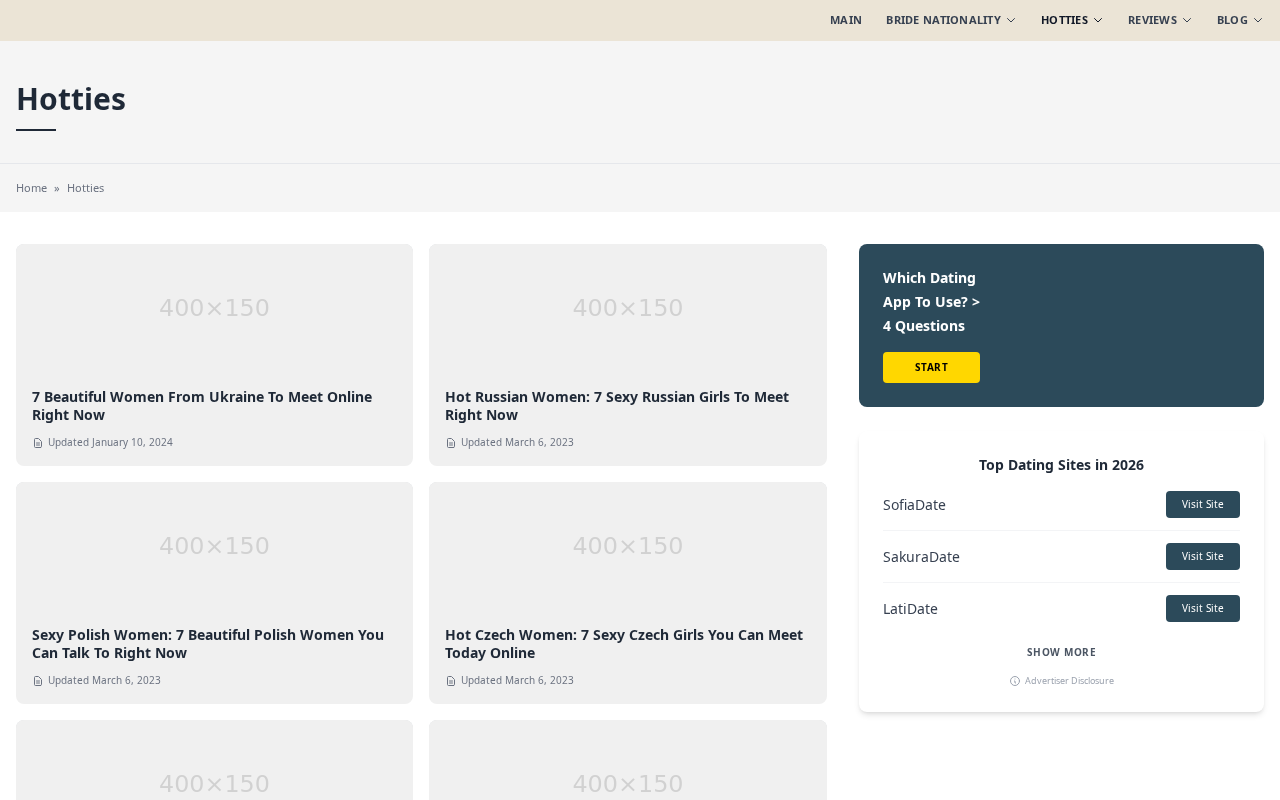 MAIN
BRIDE NATIONALITY
HOTTIES
REVIEWS
BLOG
Hotties
Home » Hotties
400×150
7 Beautiful Women From Ukraine To Meet Online
Right Now
Updated January 10, 2024
400×150
Hot Russian Women: 7 Sexy Russian Girls To Meet
Right Now
Updated March 6, 2023
400×150
Sexy Polish Women: 7 Beautiful Polish Women You
Can Talk To Right Now
Updated March 6, 2023
400×150
Hot Czech Women: 7 Sexy Czech Girls You Can Meet
Today Online
Updated March 6, 2023
400×150
400×150
Which Dating
App To Use? >
4 Questions
START
Top Dating Sites in 2026
SofiaDate
Visit Site
SakuraDate
Visit Site
LatiDate
Visit Site
SHOW MORE
Advertiser Disclosure